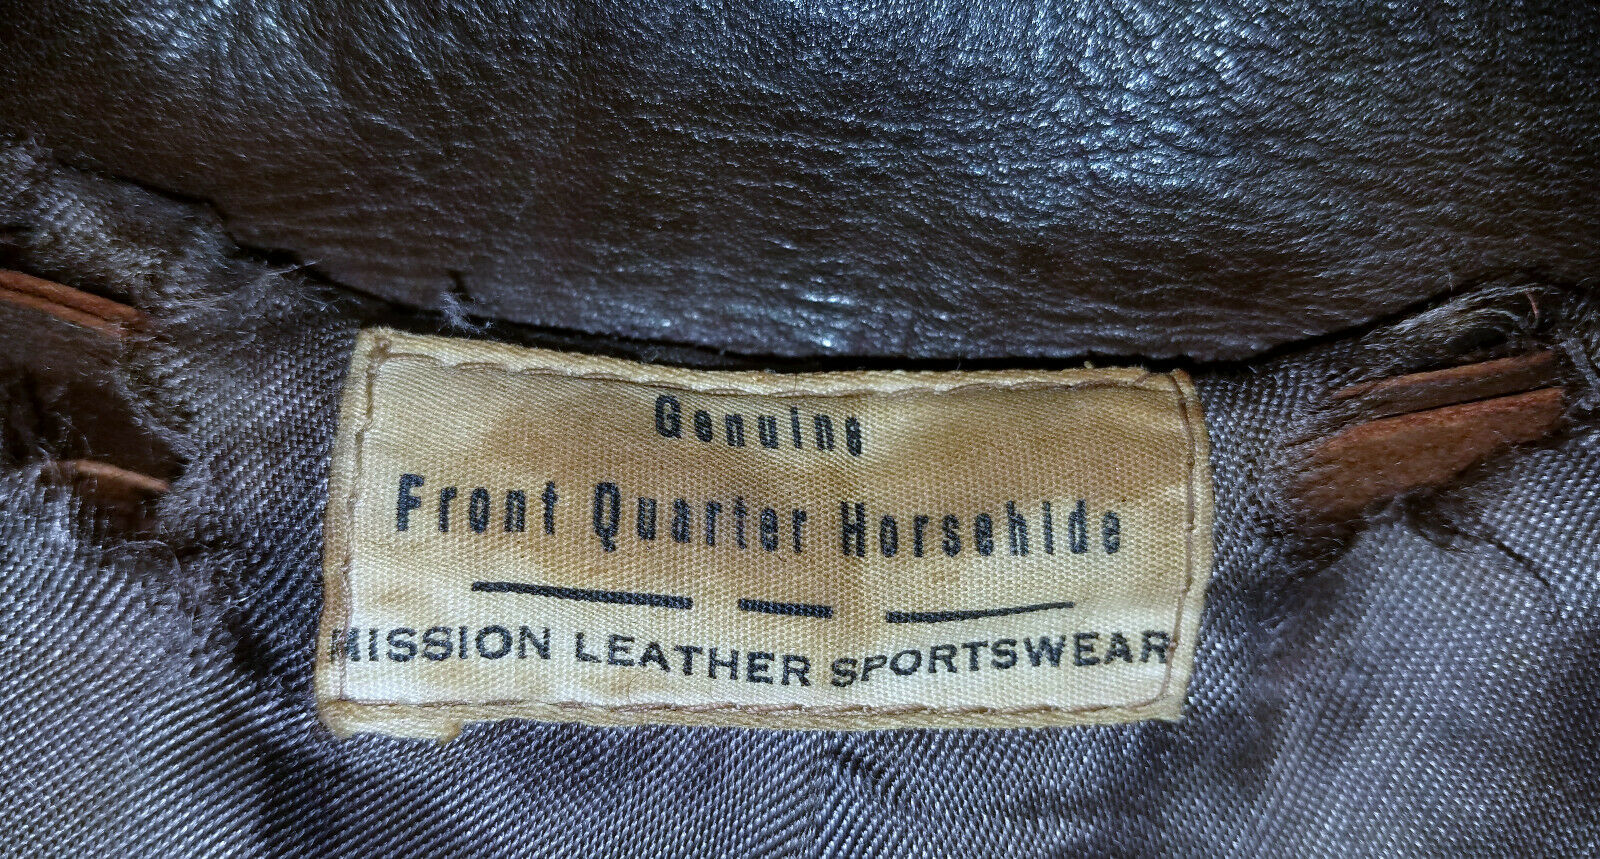 Genuine
Front Quarter Horsehide
MISSION LEATHER SPORTSWEAR